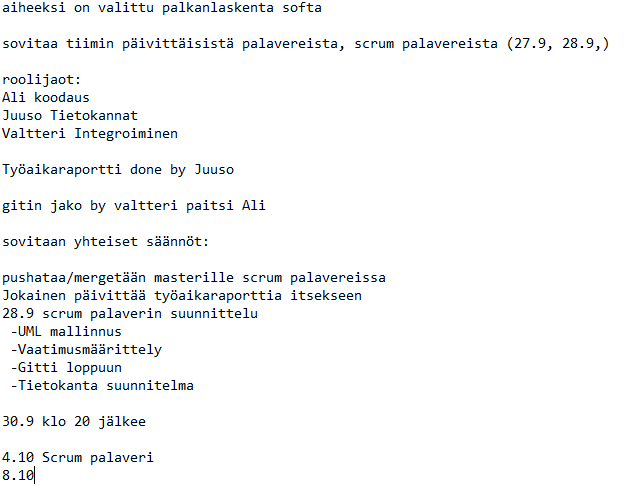 aiheeksi on valittu palkanlaskenta softa
sovitaa tiimin päivittäisistä palavereista, scrum palavereista (27.9, 28.9,)
roolijaot:
Ali koodaus
Juuso Tietokannat
Valtteri Integroiminen
Työaikaraportti done by Juuso
gitin jako by valtteri paitsi Ali
sovitaan yhteiset säännöt:
pushataa/mergetään masterille scrum palavereissa
Jokainen päivittää työaikaraporttia itsekseen
28.9 scrum palaverin suunnittelu
-UML mallinnus
-Vaatimusmäärittely
-Gitti loppuun
-Tietokanta suunnitelma
30.9 klo 20 jälkee
4.10 Scrum palaveri
8.10